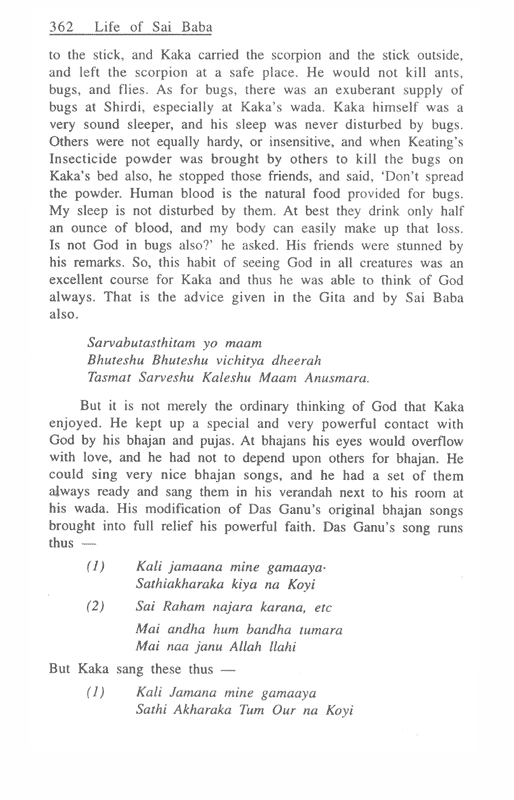 362 Life of Sai Baba
to the stick, and Kaka carried the scorpion and the stick outside,
and left the scorpion at a safe place. He would not kill ants,
bugs, and flies. As for bugs, there was an exuberant supply of
bugs at Shirdi, especially at Kaka's wada. Kaka himself was a
very sound sleeper, and his sleep was never disturbed by bugs.
Others were not equally hardy, or insensitive, and when Keating's
Insecticide powder was brought by others to kill the bugs on
Kaka's bed also, he stopped those friends, and said, 'Don't spread
the powder. Human blood is the natural food provided for bugs.
My sleep is not disturbed by them. At best they drink only half
an ounce of blood, and my body can easily make up that loss.
Is not God in bugs also?' he asked. His friends were stunned by
his remarks. So, this habit of seeing God in all creatures was an
excellent course for Kaka and thus he was able to think of God
always. That is the advice given in the Gita and by Sai Baba
also.
Sarvabutasthitam yo maam
Bhuteshu Bhuteshu vichitya dheerah
Tasmat Sarveshu Kaleshu Maam Anusmara.
But it is not merely the ordinary thinking of God that Kaka
enjoyed. He kept up a special and very powerful contact with
God by his bhajan and pujas. At bhajans his eyes would overflow
with love, and he had not to depend upon others for bhajan. He
could sing very nice bhajan songs, and he had a set of them
always ready and sang them in his verandah next to his room at
his wada. His modification of Das Ganu's original bhajan songs
brought into full relief his powerful faith. Das Ganu's song runs
thus —
(1) Kali jamaana mine gamaaya·
Sathiakharaka kiya na Koyi
(2) Sai Raham najara karana, etc
Mai andha hum bandha tumara
Mai naa janu Allah llahi
But Kaka sang these thus —
(1) Kali Jamana mine gamaaya
Sathi Akharaka Tum Our na Koyi